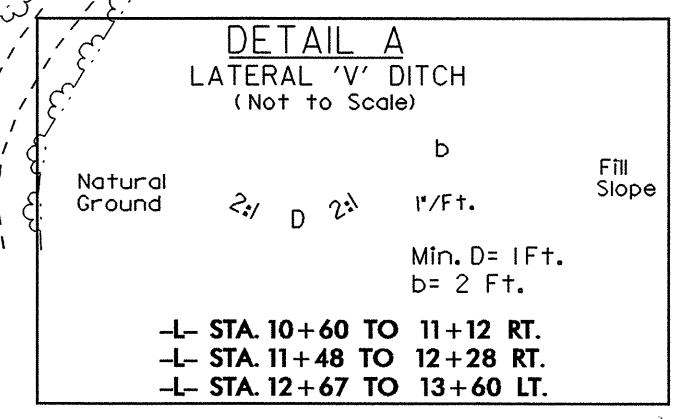 DETAIL A
LATERAL 'V' DITCH
(Not to Scale)
b
Natural
Ground
2:1
D
2:1
1"/Ft.
Fill
Slope
Min. D= 1 Ft.
b= 2 Ft.
-L- STA. 10+60 TO 11+12 RT.
-L- STA. 11+48 TO 12+28 RT.
-L- STA. 12+67 TO 13+60 LT.